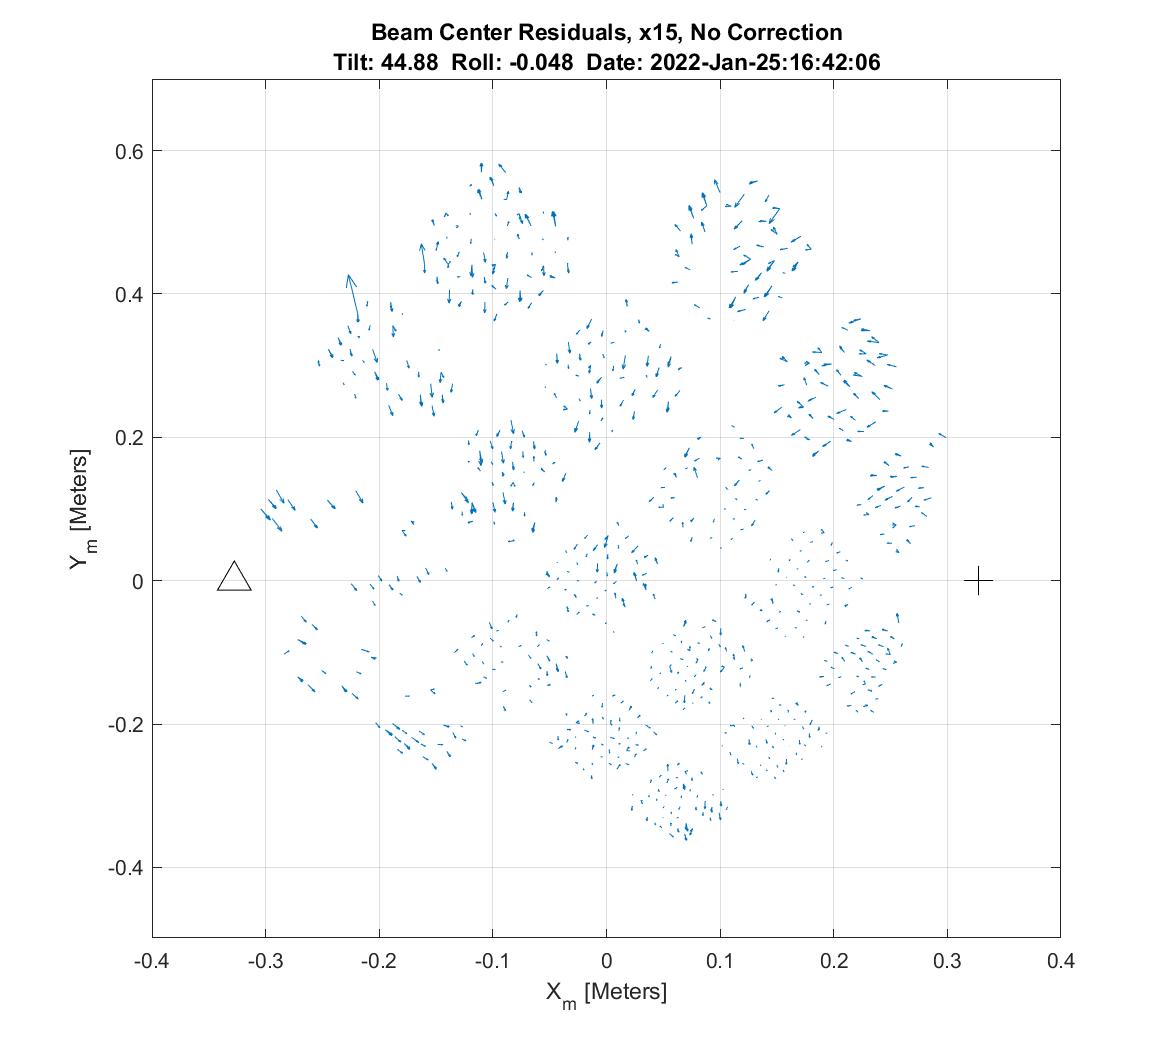 Beam Center Residuals, x15, No Correction
Tilt: 44.88 Roll: -0.048 Date: 2022-Jan-25:16:42:06
Y_m [Meters]
0.6
0.4
0.2
0
-0.2
-0.4
-0.4 -0.3 -0.2 -0.1 0 0.1 0.2 0.3 0.4
X_m [Meters]